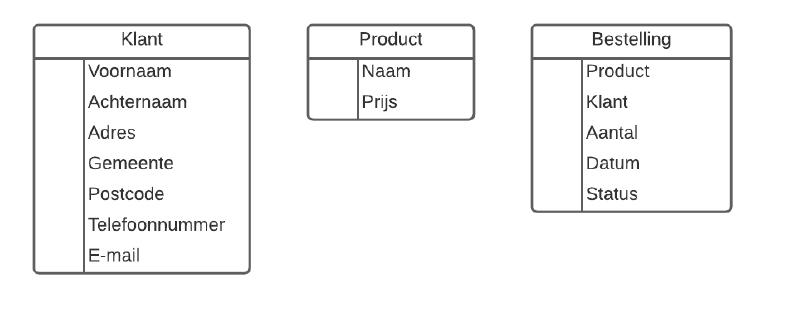 Klant
Voornaam
Achternaam
Adres
Gemeente
Postcode
Telefoonnummer
E-mail
Product
Naam
Prijs
Bestelling
Product
Klant
Aantal
Datum
Status